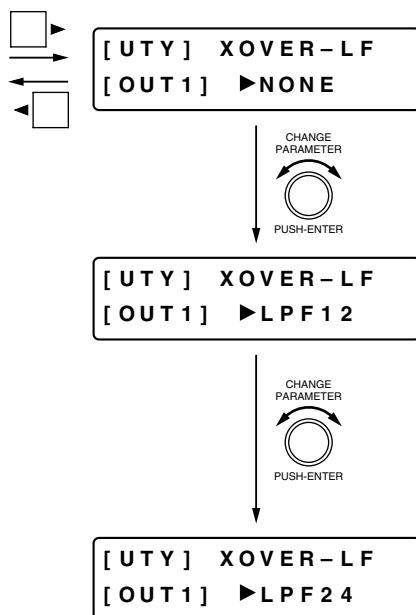 [UTY] XOVER–LF
[OUT1] ►NONE
CHANGE
PARAMETER
PUSH-ENTER
[UTY] XOVER–LF
[OUT1] ►LPF12
CHANGE
PARAMETER
PUSH-ENTER
[UTY] XOVER–LF
[OUT1] ►LPF24